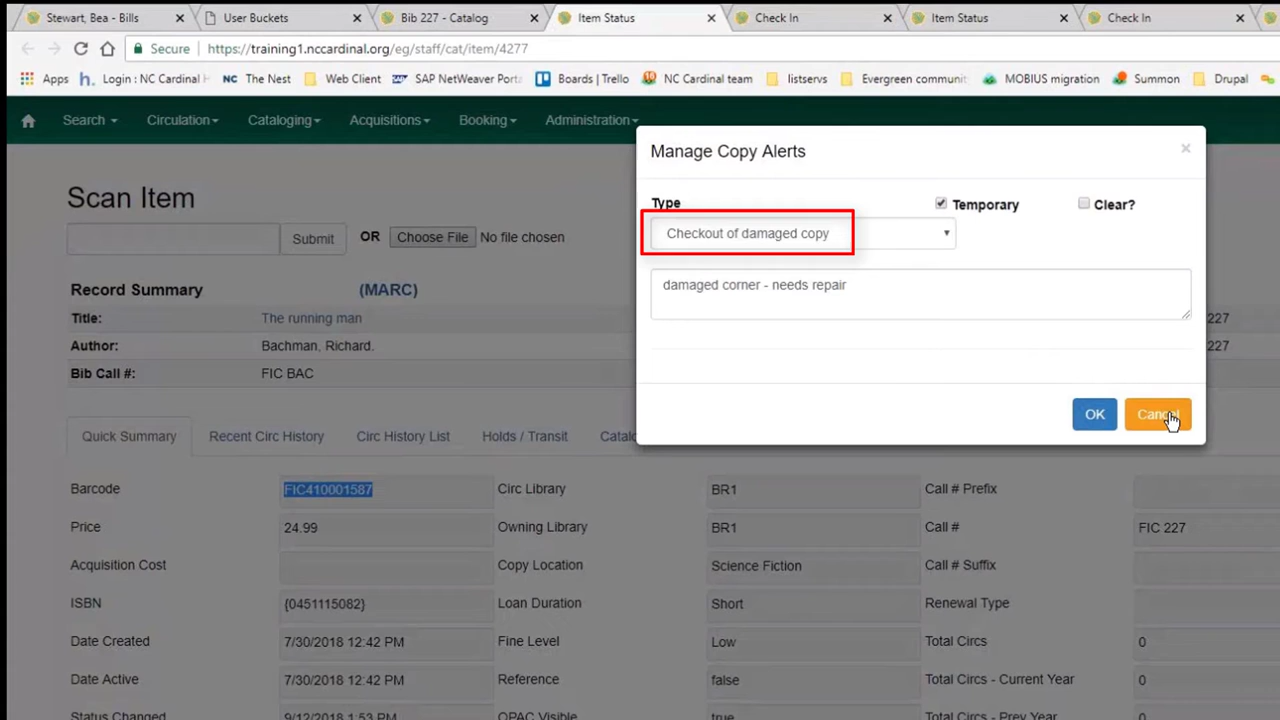 Stewart, Bea - Bills × User Buckets × Bib 227 - Catalog × Item Status × Check In × Item Status × Check In ×
Secure https://training1.nccardinal.org/eg/staff/cat/item/4277
Apps Login : NC Cardinal NC The Nest Web Client SAP NetWeaver Porta Boards | Trello NC Cardinal team listservs Evergreen communi MOBIUS migration Summon Drupal
Search Circulation Cataloging Acquisitions Booking Administration
Manage Copy Alerts ×
Type Temporary Clear?
Checkout of damaged copy
damaged corner - needs repair
OK Cancel
Scan Item
Submit OR Choose File No file chosen
Record Summary (MARC)
Title: The running man 227
Author: Bachman, Richard. 227
Bib Call #: FIC BAC
Quick Summary Recent Circ History Circ History List Holds / Transit Catalo
Barcode FIC410001587 Circ Library BR1 Call # Prefix
Price 24.99 Owning Library BR1 Call # FIC 227
Acquisition Cost Copy Location Science Fiction Call # Suffix
ISBN {0451115082} Loan Duration Short Renewal Type
Date Created 7/30/2018 12:42 PM Fine Level Low Total Circs 0
Date Active 7/30/2018 12:42 PM Reference false Total Circs - Current Year 0
Status Changed 9/12/2018 1:53 PM OPAC Visible true Total Circs - Prev Year 0